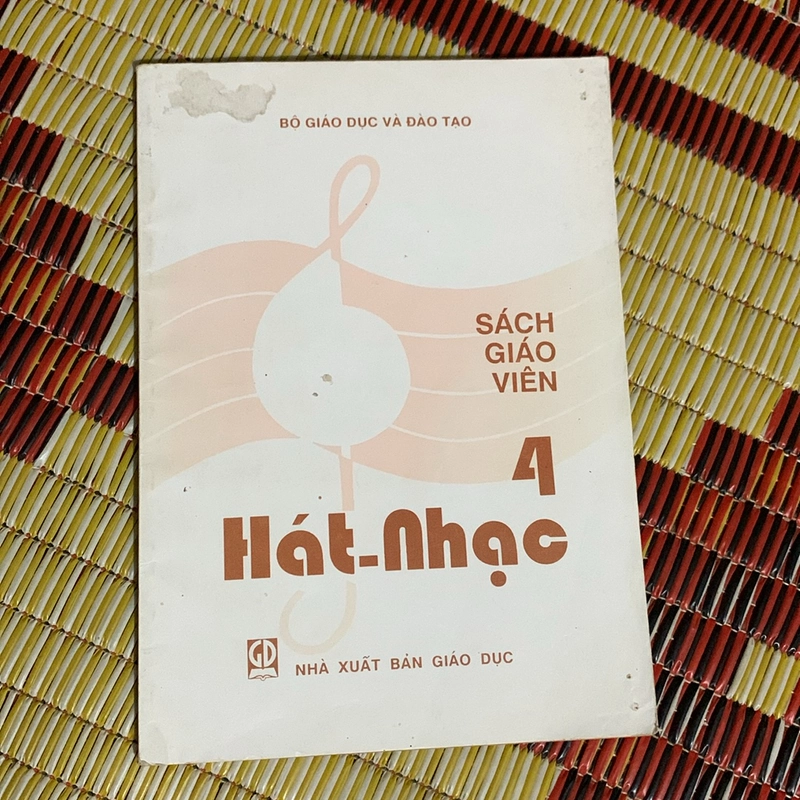 BỘ GIÁO DỤC VÀ ĐÀO TẠO
SÁCH
GIÁO
VIÊN
4
Hát-Nhạc
GD
NHÀ XUẤT BẢN GIÁO DỤC